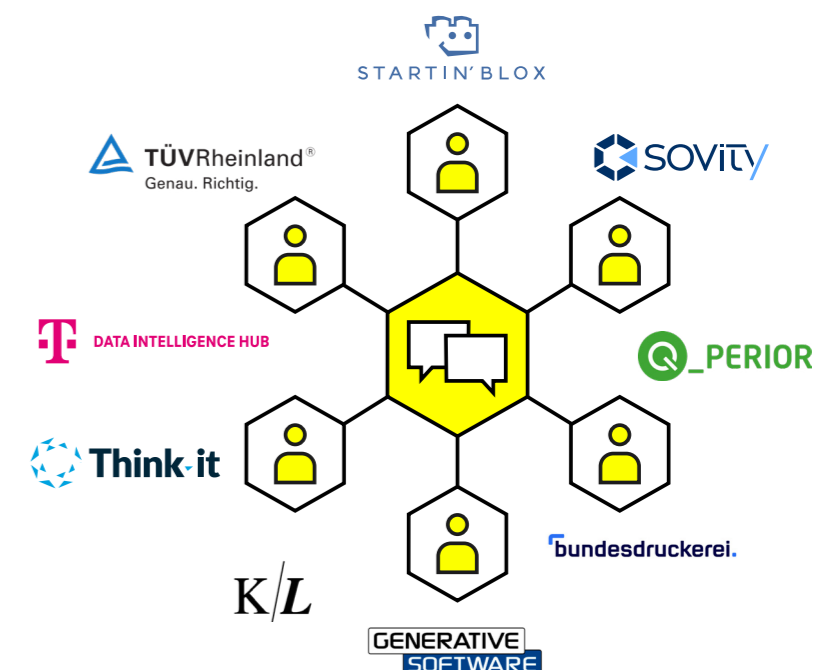 STARTIN'BLOX
TÜVRheinland®
Genau. Richtig.
SOVITY
T DATA INTELLIGENCE HUB
Q_PERIOR
Think-it
bundesdruckerei.
K/L
GENERATIVE
SOFTWARE